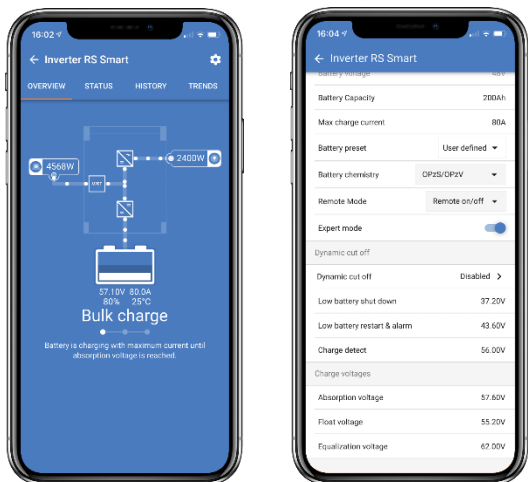 16:02
Inverter RS Smart
OVERVIEW STATUS HISTORY TRENDS
4568W
2400W
MPPT
57.10V 80.0A
80% 25°C
Bulk charge
Battery is charging with maximum current until
absorption voltage is reached.
16:04
Inverter RS Smart
Battery voltage 48V
Battery Capacity 200Ah
Max charge current 80A
Battery preset User defined
Battery chemistry OPzS/OPzV
Remote Mode Remote on/off
Expert mode
Dynamic cut off
Dynamic cut off Disabled
Low battery shut down 37.20V
Low battery restart & alarm 43.60V
Charge detect 56.00V
Charge voltages
Absorption voltage 57.60V
Float voltage 55.20V
Equalization voltage 62.00V